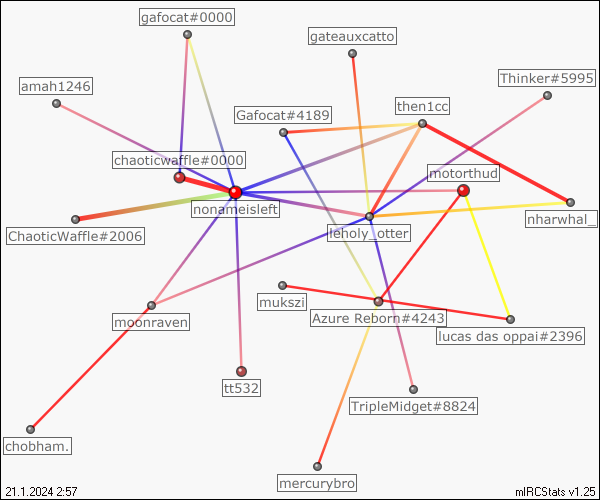 gafocat#0000
gateauxcatto
Thinker#5995
amah1246
Gafocat#4189
then1cc
chaoticwaffle#0000
motorthud
nonameisleft
nharwhal_
ChaoticWaffle#2006
leholy_otter
mukszi
moonraven
Azure Reborn#4243
lucas das oppai#2396
tt532
TripleMidget#8824
chobham.
mercurybro
21.1.2024 2:57
mIRCStats v1.25